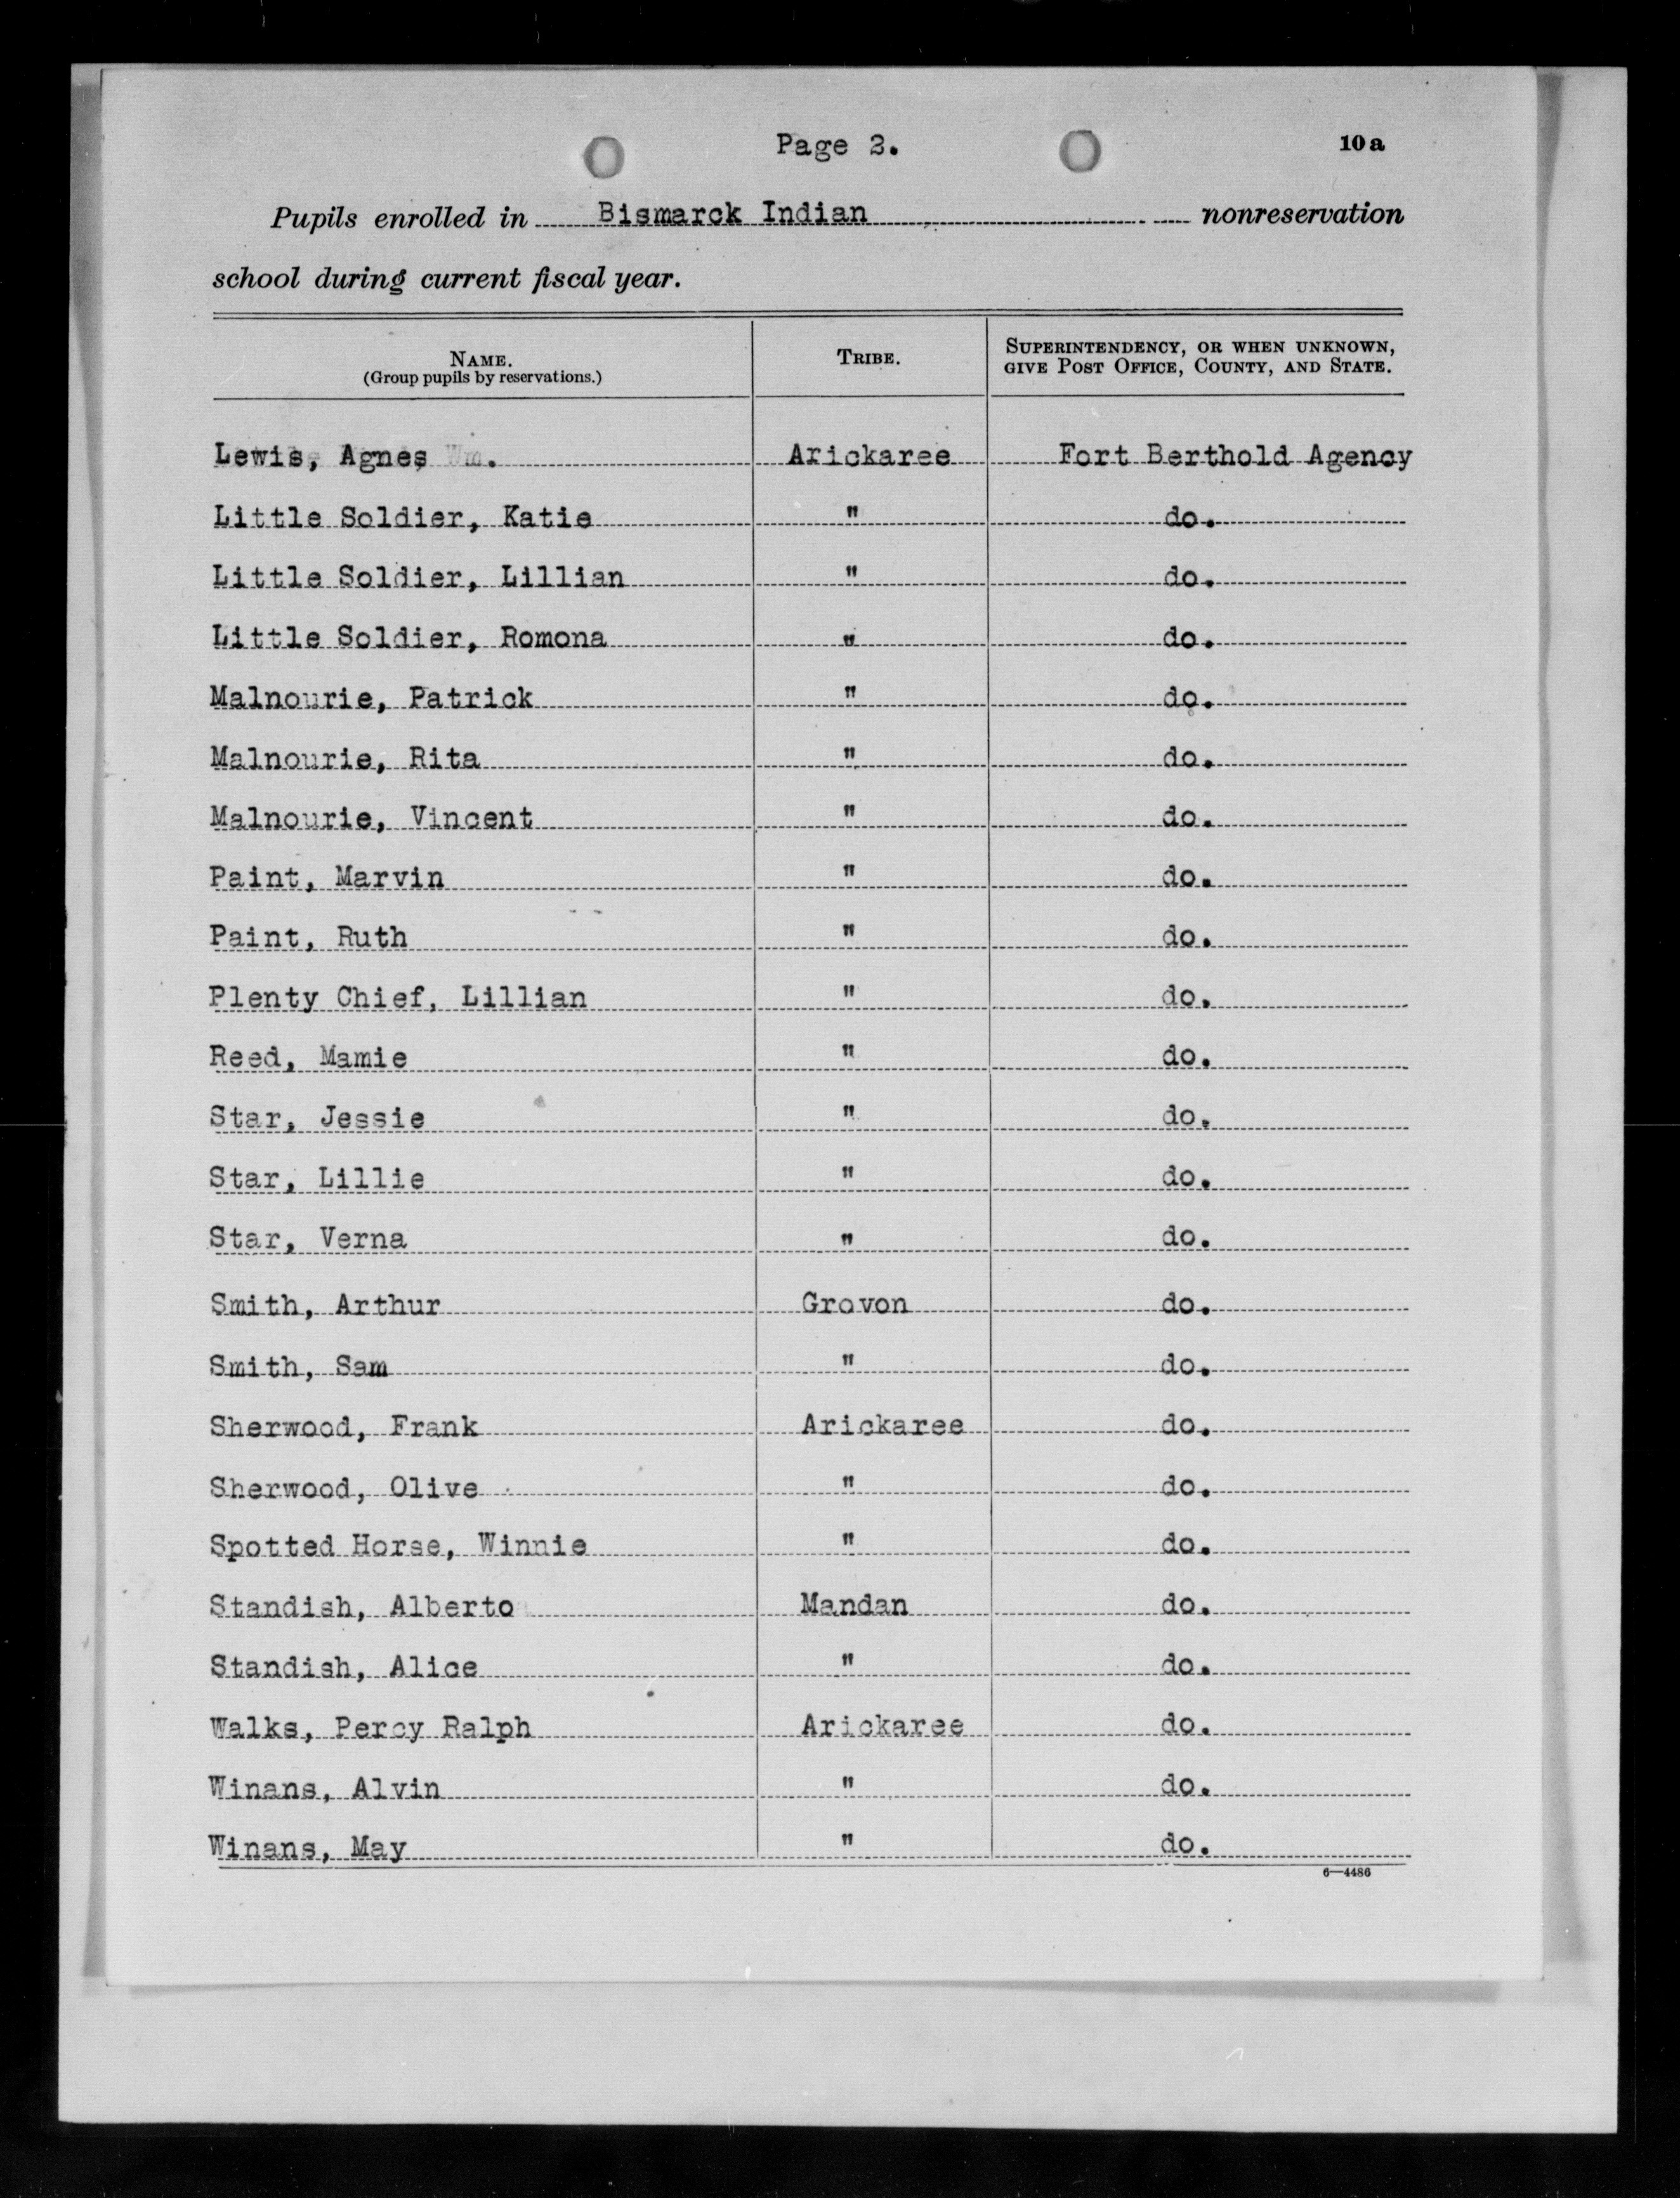 Page 2.
10a
Pupils enrolled in Bismarck Indian nonreservation
school during current fiscal year.
NAME. TRIBE. SUPERINTENDENCY, OR WHEN UNKNOWN,
(Group pupils by reservations.) GIVE POST OFFICE, COUNTY, AND STATE.
Lewis, Agnes Arickaree Fort Berthold Agency
Little Soldier, Katie " do.
Little Soldier, Lillian " do.
Little Soldier, Romona " do.
Malnourie, Patrick " do.
Malnourie, Rita " do.
Malnourie, Vincent " do.
Paint, Marvin " do.
Paint, Ruth " do.
Plenty Chief, Lillian " do.
Reed, Mamie " do.
Star, Jessie " do.
Star, Lillie " do.
Star, Verna " do.
Smith, Arthur Grovon do.
Smith, Sam " do.
Sherwood, Frank Arickaree do.
Sherwood, Olive " do.
Spotted Horse, Winnie " do.
Standish, Alberto Mandan do.
Standish, Alice " do.
Walks, Percy Ralph Arickaree do.
Winans, Alvin " do.
Winans, May " do.
6—4486